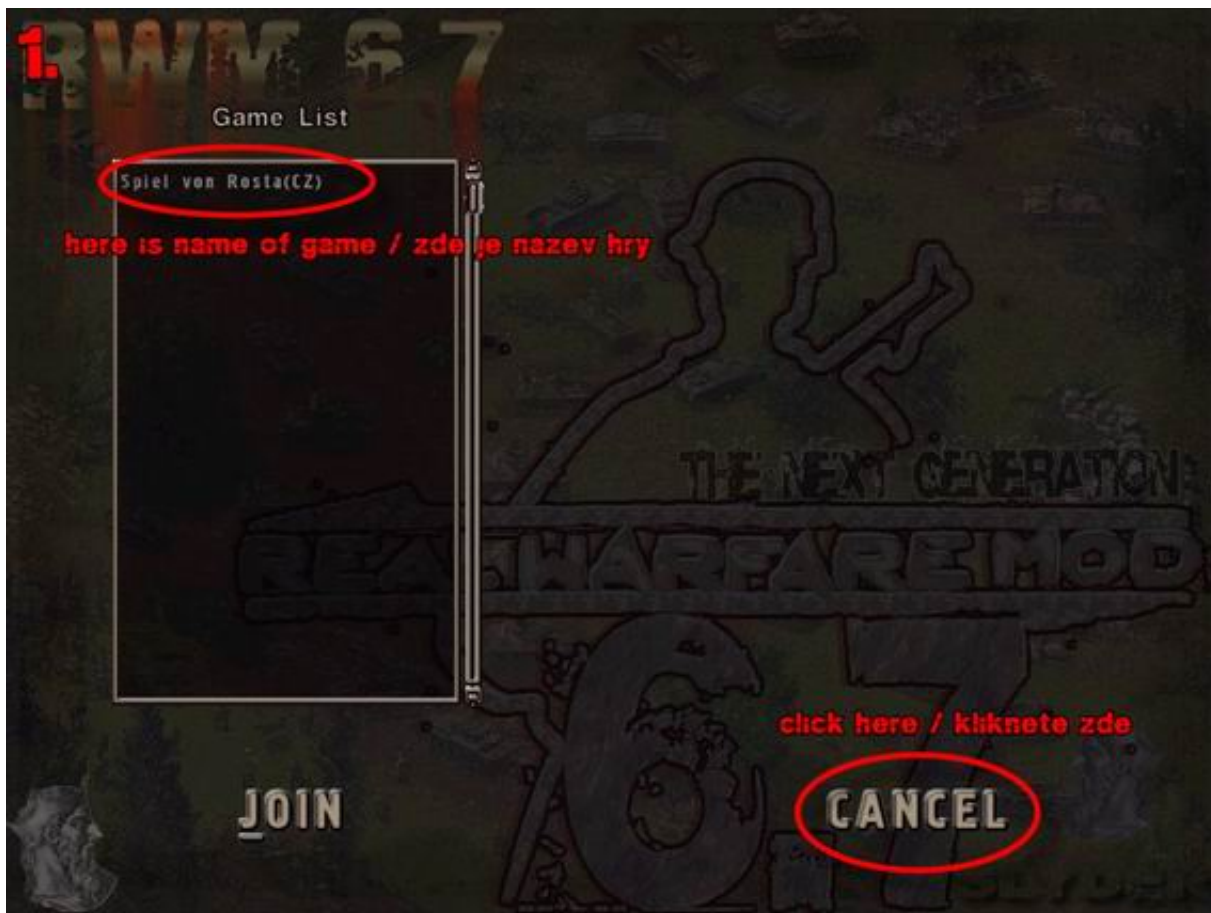 1.
RWM 6.7
Game List
Spiel von Rosta(CZ)
here is name of game / zde je nazev hry
THE NEXT GENERATION
REAL WARFARE MOD
6.7
click here / kliknete zde
JOIN
CANCEL